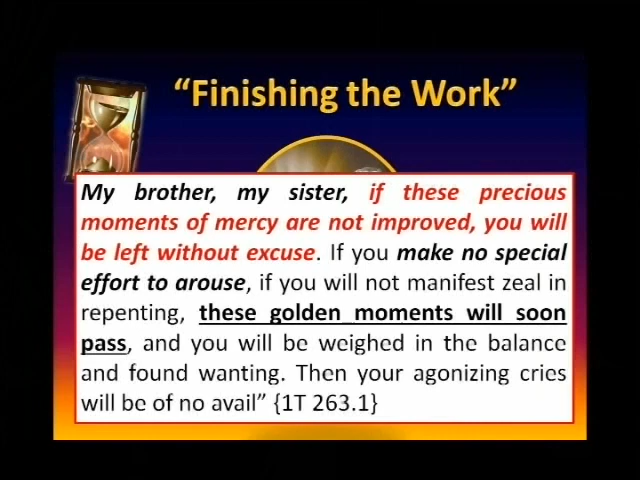 “Finishing the Work”
My brother, my sister, if these precious
moments of mercy are not improved, you will
be left without excuse. If you make no special
effort to arouse, if you will not manifest zeal in
repenting, these golden moments will soon
pass, and you will be weighed in the balance
and found wanting. Then your agonizing cries
will be of no avail” {1T 263.1}